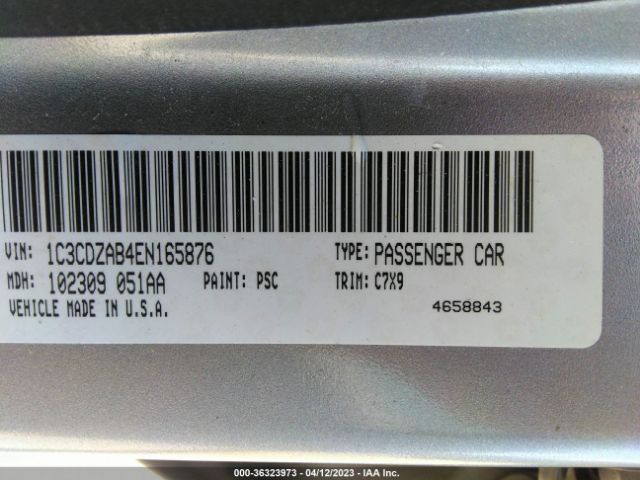 VIN: 1C3CDZAB4EN165876 TYPE: PASSENGER CAR
MDH: 102309 051AA PAINT: PSC TRIM: C7X9
VEHICLE MADE IN U.S.A. 4658843
000-36323973 - 04/12/2023 - IAA Inc.